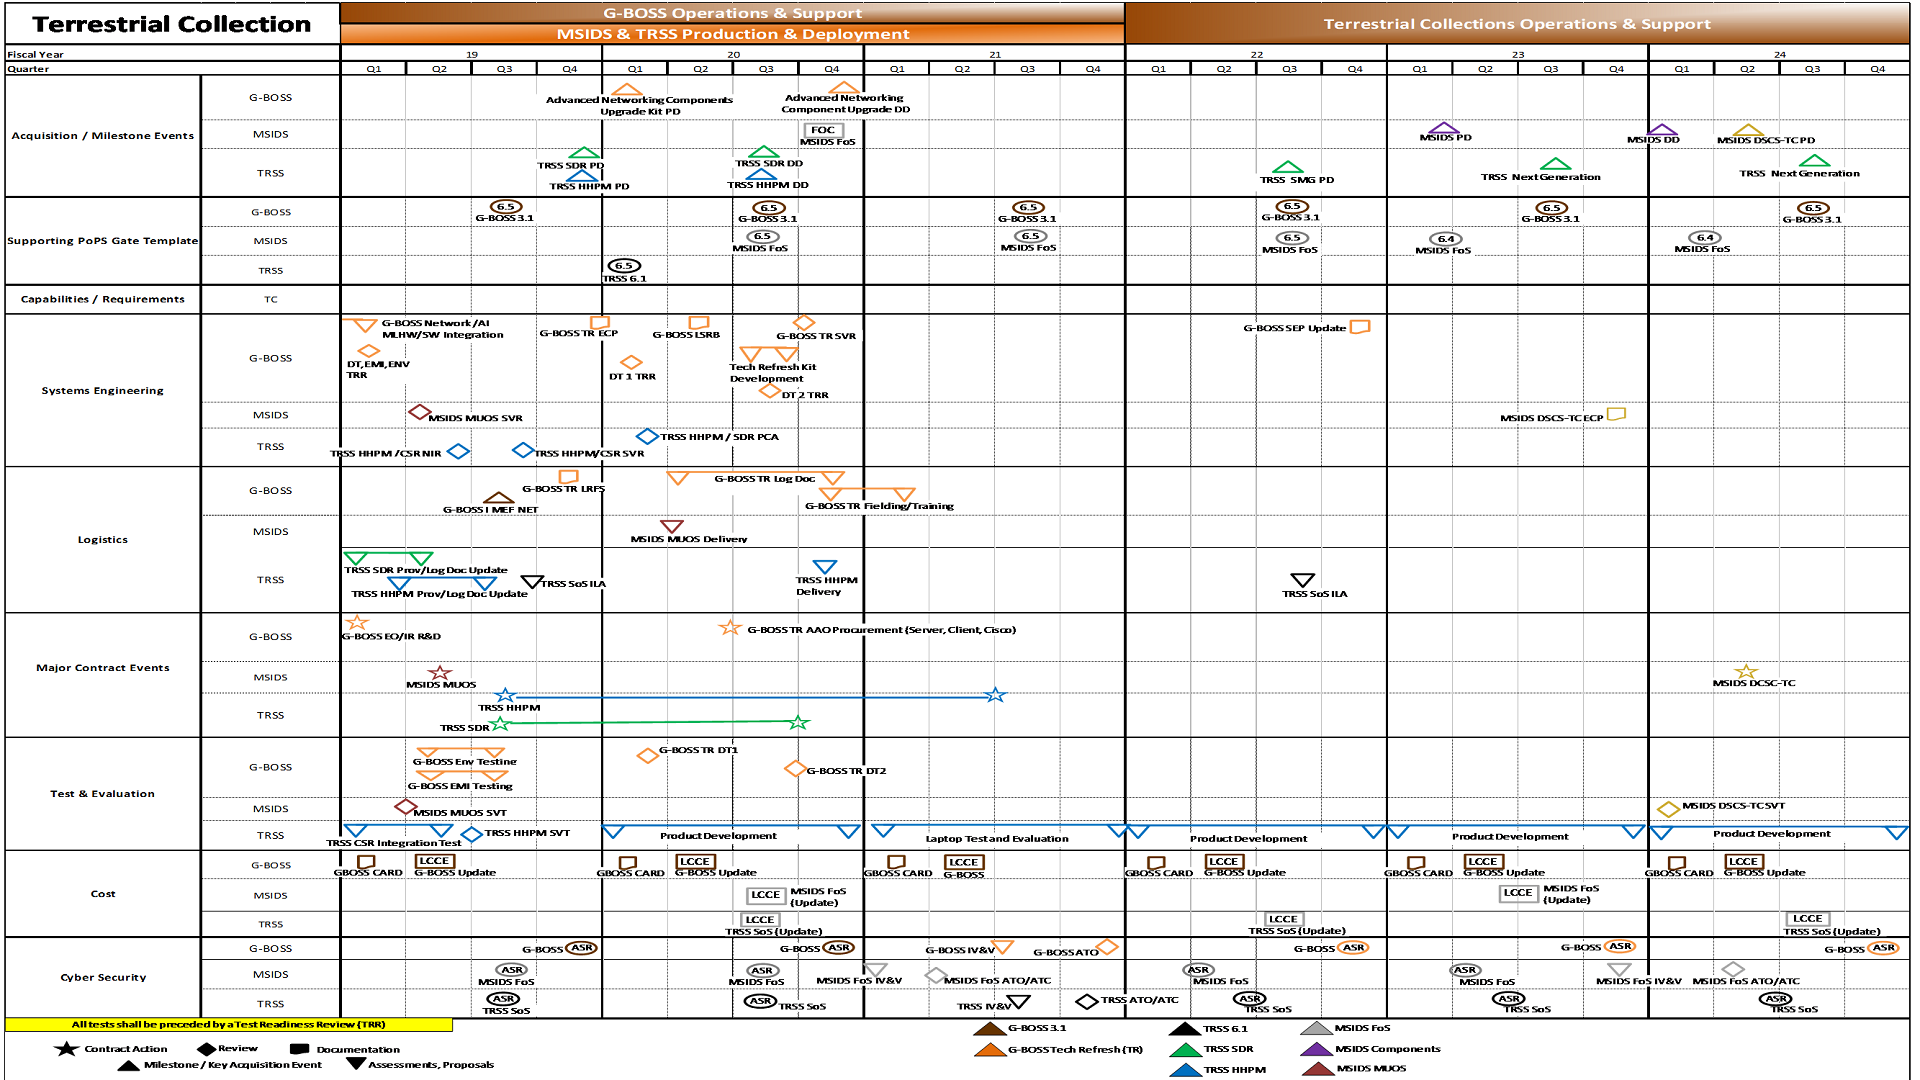 Terrestrial Collection
G-BOSS Operations & Support
MSIDS & TRSS Production & Deployment
Terrestrial Collections Operations & Support
Fiscal Year
19
20
21
22
23
24
Quarter
Q1 Q2 Q3 Q4 Q1 Q2 Q3 Q4 Q1 Q2 Q3 Q4 Q1 Q2 Q3 Q4 Q1 Q2 Q3 Q4 Q1 Q2 Q3 Q4
Acquisition / Milestone Events
G-BOSS
Advanced Networking Components
Upgrade Kit PD
Advanced Networking
Component Upgrade DD
MSIDS
FOC
MSIDS FoS
MSIDS PD
MSIDS DD
MSIDS DSCS-TC PD
TRSS
TRSS SDR PD
TRSS HHPM PD
TRSS SDR DD
TRSS HHPM DD
TRSS SMG PD
TRSS Next Generation
TRSS Next Generation
Supporting PoPS Gate Template
G-BOSS
6.5
G-BOSS 3.1
6.5
G-BOSS 3.1
6.5
G-BOSS 3.1
6.5
G-BOSS 3.1
6.5
G-BOSS 3.1
6.5
G-BOSS 3.1
MSIDS
6.5
MSIDS FoS
6.5
MSIDS FoS
6.5
MSIDS FoS
6.4
MSIDS FoS
6.4
MSIDS FoS
TRSS
6.5
TRSS 6.1
Capabilities / Requirements
TC
Systems Engineering
G-BOSS
G-BOSS Network /AI
MLHW/SW Integration
DT,EMI,ENV
TRR
G-BOSS TR ECP
DT 1 TRR
G-BOSS LSRB
G-BOSS TR SVR
Tech Refresh Kit
Development
DT 2 TRR
G-BOSS SEP Update
MSIDS
MSIDS MUOS SVR
MSIDS DSCS-TC ECP
TRSS
TRSS HHPM /CSR NIR
TRSS HHPM/CSR SVR
TRSS HHPM / SDR PCA
Logistics
G-BOSS
G-BOSS I MEF NET
G-BOSS TR LRFS
G-BOSS TR Log Doc
G-BOSS TR Fielding/Training
MSIDS
MSIDS MUOS Delivery
TRSS
TRSS SDR Prov/Log Doc Update
TRSS HHPM Prov/Log Doc Update
TRSS SoS ILA
TRSS HHPM
Delivery
TRSS SoS ILA
Major Contract Events
G-BOSS
G-BOSS EO/IR R&D
G-BOSS TR AAO Procurement (Server, Client, Cisco)
MSIDS
MSIDS MUOS
MSIDS DCSC-TC
TRSS
TRSS HHPM
TRSS SDR
Test & Evaluation
G-BOSS
G-BOSS Env Testing
G-BOSS EMI Testing
G-BOSS TR DT1
G-BOSS TR DT2
MSIDS
MSIDS MUOS SVT
MSIDS DSCS-TC SVT
TRSS
TRSS CSR Integration Test
TRSS HHPM SVT
Product Development
Laptop Test and Evaluation
Product Development
Product Development
Product Development
Cost
G-BOSS
GBOSS CARD
LCCE
G-BOSS Update
GBOSS CARD
LCCE
G-BOSS Update
GBOSS CARD
LCCE
G-BOSS
GBOSS CARD
LCCE
G-BOSS Update
GBOSS CARD
LCCE
G-BOSS Update
GBOSS CARD
LCCE
G-BOSS Update
MSIDS
LCCE
MSIDS FoS
(Update)
LCCE
MSIDS FoS
(Update)
TRSS
LCCE
TRSS SoS (Update)
LCCE
TRSS SoS (Update)
LCCE
TRSS SoS (Update)
Cyber Security
G-BOSS
G-BOSS ASR
G-BOSS ASR
G-BOSS IV&V
G-BOSS ATO
G-BOSS ASR
G-BOSS ASR
G-BOSS ASR
MSIDS
ASR
MSIDS FoS
ASR
MSIDS FoS
MSIDS FoS IV&V
MSIDS FoS ATO/ATC
ASR
MSIDS FoS
ASR
MSIDS FoS
MSIDS FoS IV&V
MSIDS FoS ATO/ATC
TRSS
ASR
TRSS SoS
ASR
TRSS SoS
TRSS IV&V
TRSS ATO/ATC
ASR
TRSS SoS
ASR
TRSS SoS
ASR
TRSS SoS
All tests shall be preceded by a Test Readiness Review (TRR)
Contract Action
Review
Documentation
Milestone / Key Acquisition Event
Assessments, Proposals
G-BOSS 3.1
G-BOSS Tech Refresh (TR)
TRSS 6.1
TRSS SDR
TRSS HHPM
MSIDS FoS
MSIDS Components
MSIDS MUOS